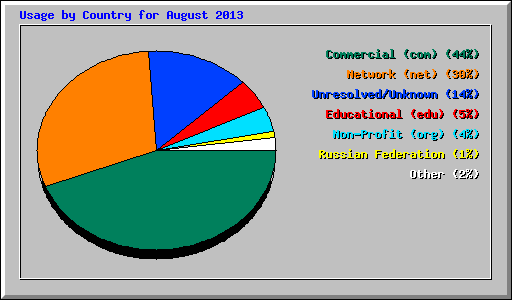 Usage by Country for August 2013
Commercial (com) (44%)
Network (net) (30%)
Unresolved/Unknown (14%)
Educational (edu) (5%)
Non-Profit (org) (4%)
Russian Federation (1%)
Other (2%)